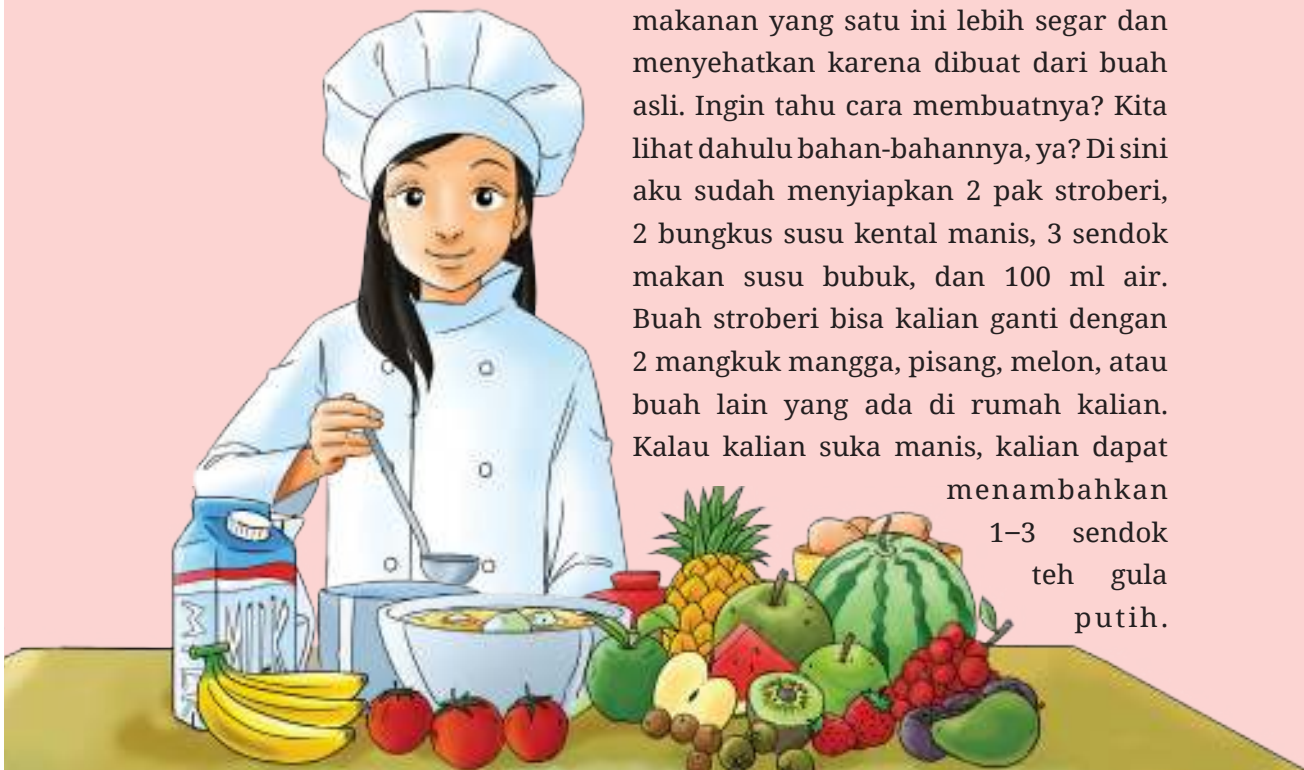 makanan yang satu ini lebih segar dan
menyehatkan karena dibuat dari buah
asli. Ingin tahu cara membuatnya? Kita
lihat dahulu bahan-bahannya, ya? Di sini
aku sudah menyiapkan 2 pak stroberi,
2 bungkus susu kental manis, 3 sendok
makan susu bubuk, dan 100 ml air.
Buah stroberi bisa kalian ganti dengan
2 mangkuk mangga, pisang, melon, atau
buah lain yang ada di rumah kalian.
Kalau kalian suka manis, kalian dapat
menambahkan
1–3 sendok
teh gula
putih.